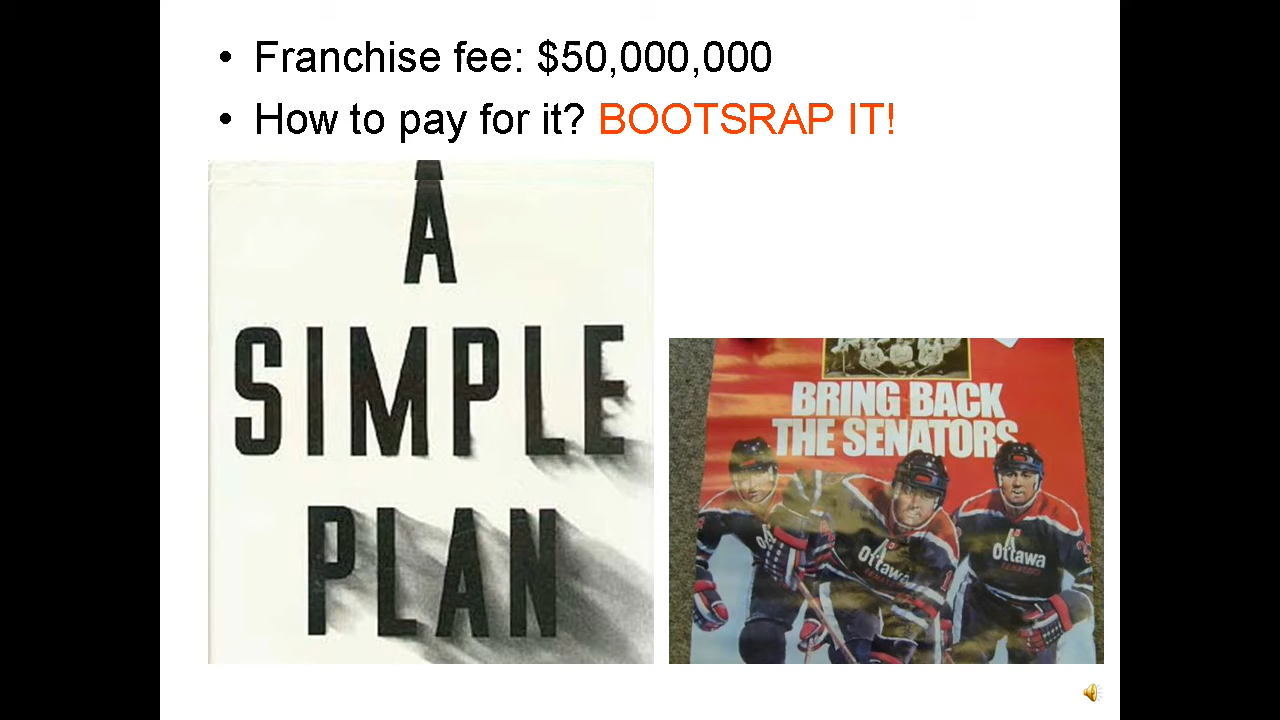 • Franchise fee: $50,000,000
• How to pay for it? BOOTSRAP IT!
A
SIMPLE
PLAN
BRING BACK
THE SENATORS
Ottawa
Ottawa